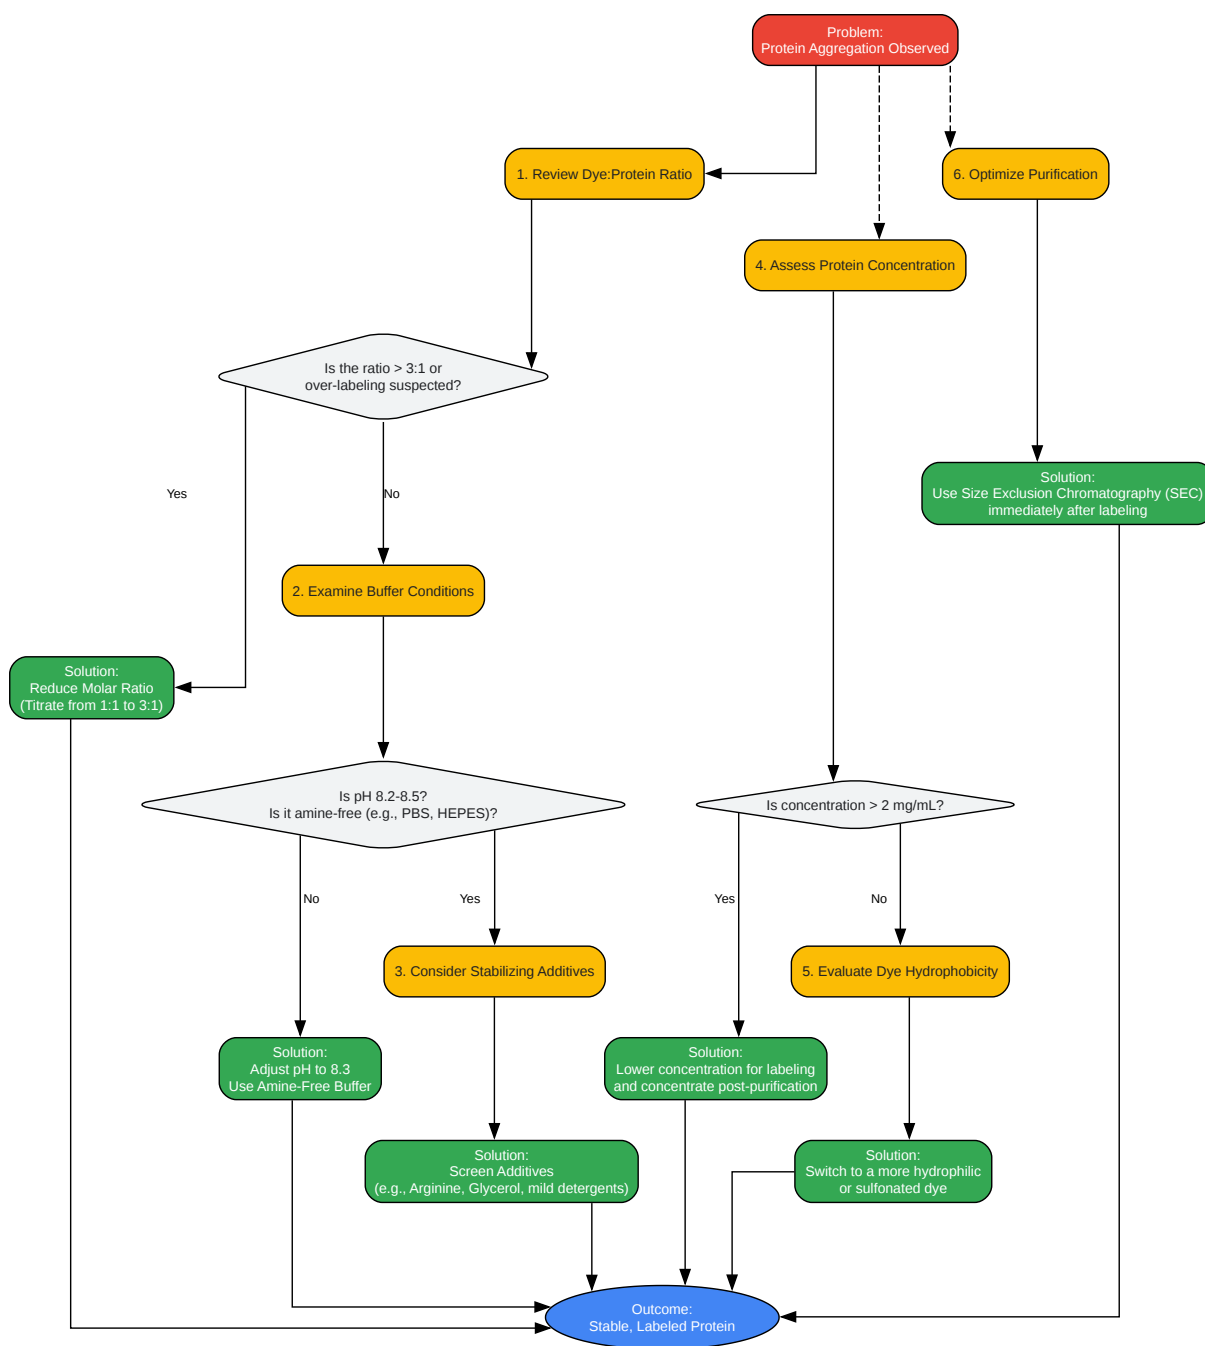 Problem:
Protein Aggregation Observed
1. Review Dye:Protein Ratio
6. Optimize Purification
4. Assess Protein Concentration
Is the ratio > 3:1 or
over-labeling suspected?
Yes
No
Solution:
Use Size Exclusion Chromatography (SEC)
immediately after labeling
2. Examine Buffer Conditions
Solution:
Reduce Molar Ratio
(Titrate from 1:1 to 3:1)
Is pH 8.2-8.5?
Is it amine-free (e.g., PBS, HEPES)?
Is concentration > 2 mg/mL?
No
Yes
Yes
No
3. Consider Stabilizing Additives
5. Evaluate Dye Hydrophobicity
Solution:
Adjust pH to 8.3
Use Amine-Free Buffer
Solution:
Lower concentration for labeling
and concentrate post-purification
Solution:
Screen Additives
(e.g., Arginine, Glycerol, mild detergents)
Solution:
Switch to a more hydrophilic
or sulfonated dye
Outcome:
Stable, Labeled Protein